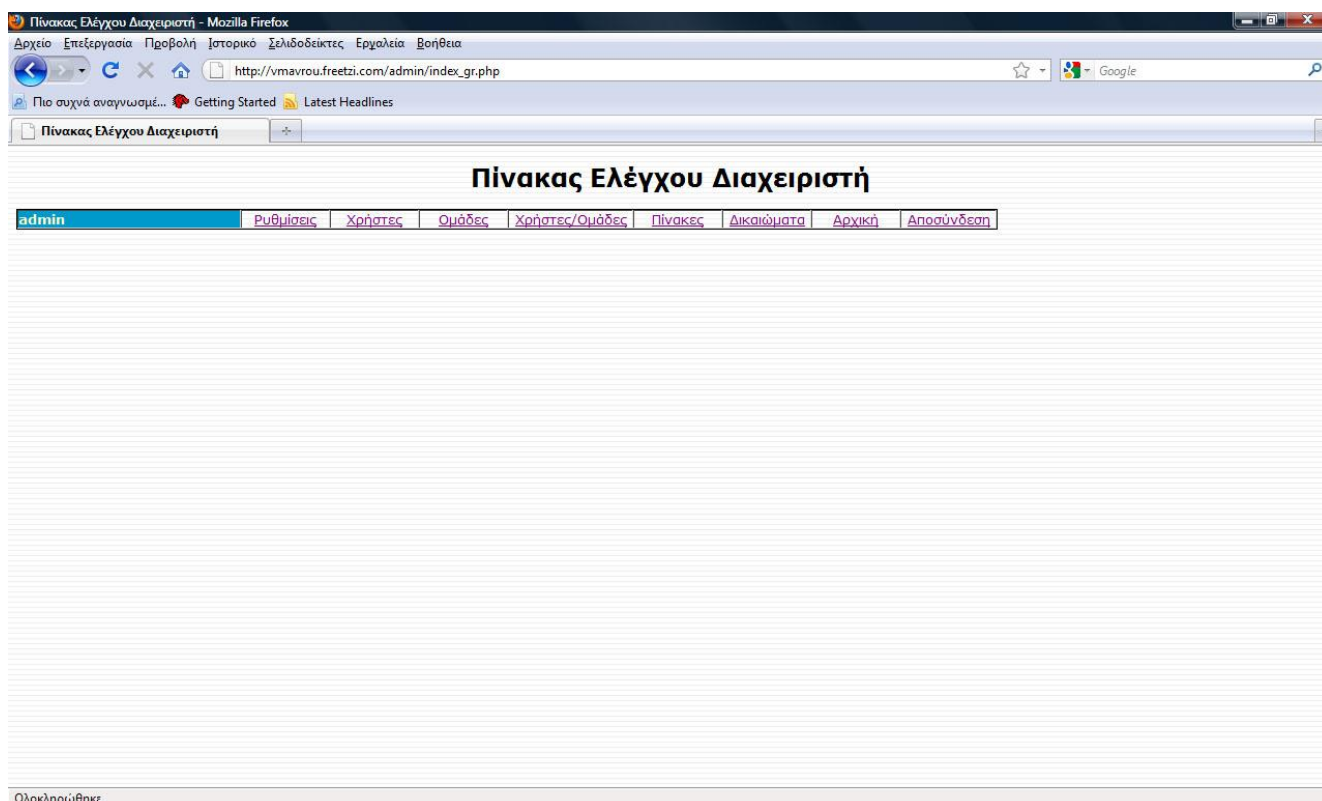 Πίνακας Ελέγχου Διαχειριστή - Mozilla Firefox
Αρχείο Επεξεργασία Προβολή Ιστορικό Σελιδοδείκτες Εργαλεία Βοήθεια
http://vmavrou.freetzi.com/admin/index_gr.php Google
Πιο συχνά αναγνωσμέ... Getting Started Latest Headlines
Πίνακας Ελέγχου Διαχειριστή
Πίνακας Ελέγχου Διαχειριστή
admin Ρυθμίσεις Χρήστες Ομάδες Χρήστες/Ομάδες Πίνακες Δικαιώματα Αρχική Αποσύνδεση
Ολοκληρώθηκε